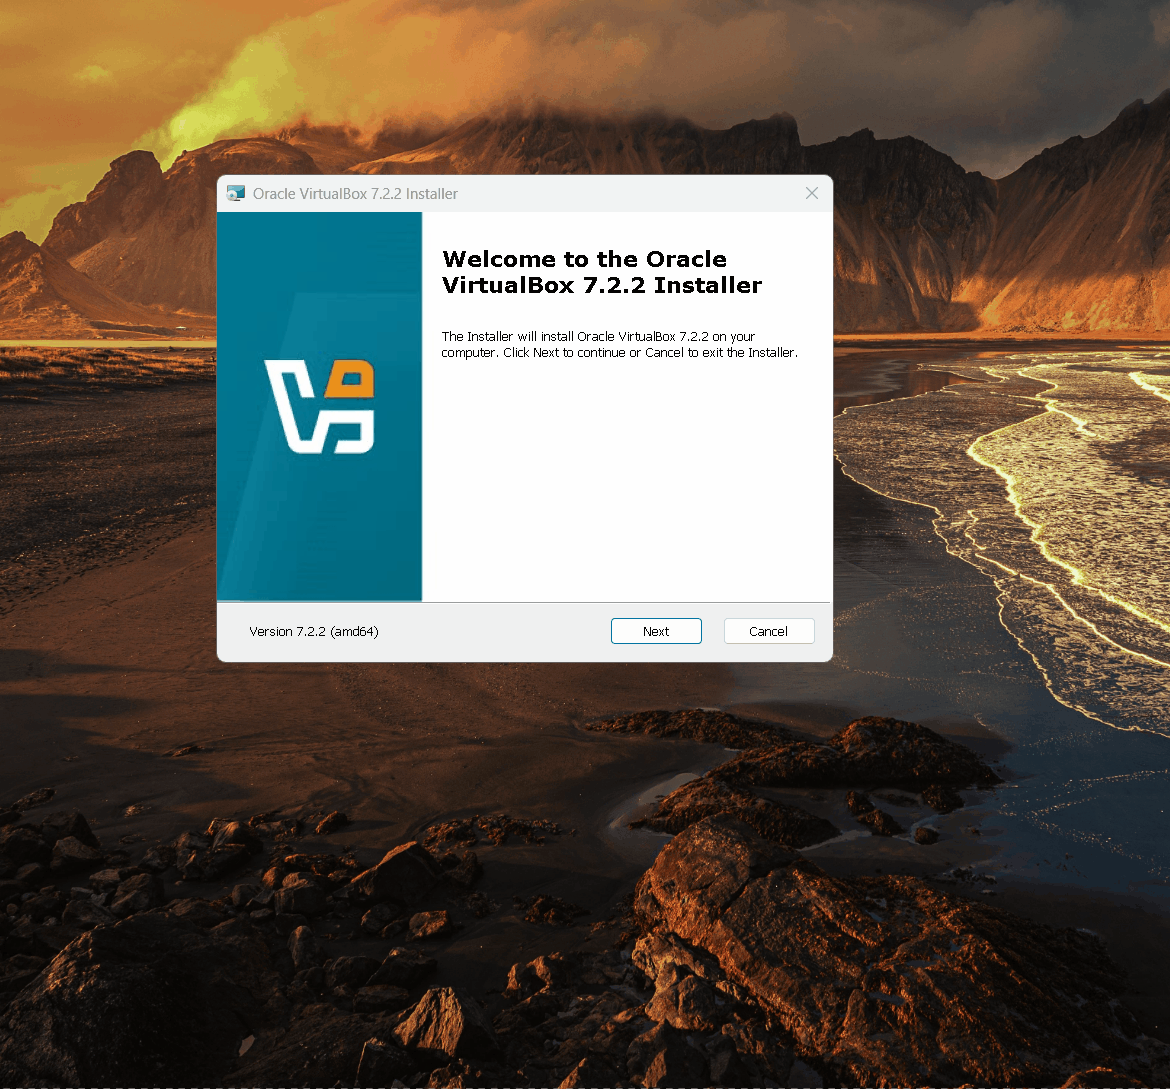 Oracle VirtualBox 7.2.2 Installer
Welcome to the Oracle
VirtualBox 7.2.2 Installer
The Installer will install Oracle VirtualBox 7.2.2 on your
computer. Click Next to continue or Cancel to exit the Installer.
Version 7.2.2 (amd64)
Next
Cancel